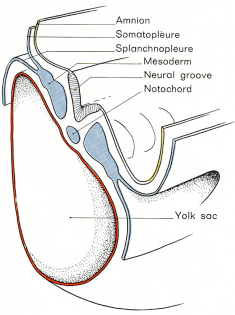 Amnion
Somatopleure
Splanchnopleure
Mesoderm
Neural groove
Notochord
Yolk sac